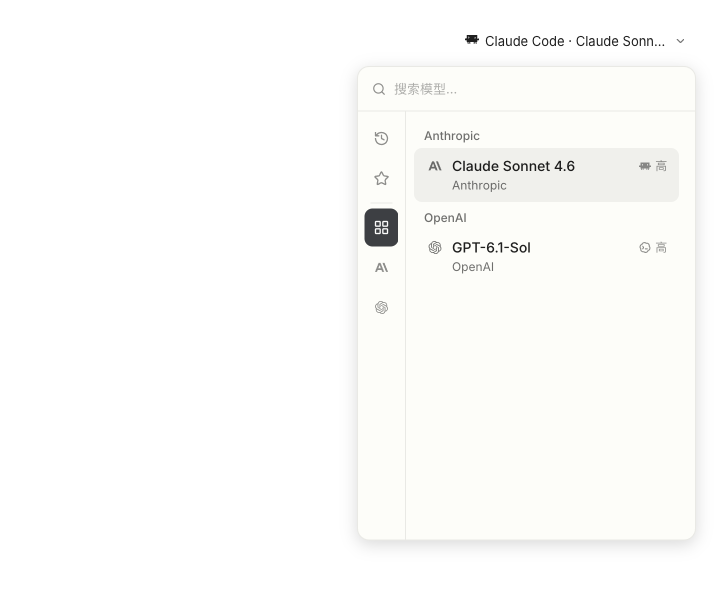 Claude Code · Claude Sonn...
搜索模型...
Anthropic
Claude Sonnet 4.6 高
Anthropic
OpenAI
GPT-6.1-Sol 高
OpenAI